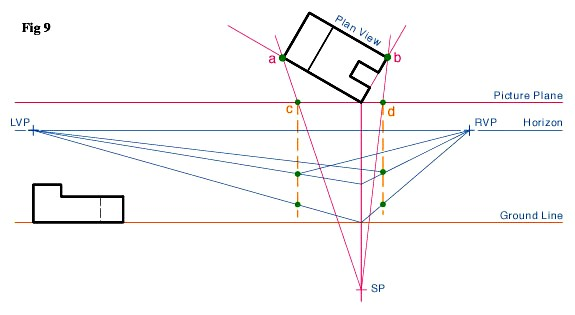 Fig 9
Plan View
a
b
Picture Plane
c
d
LVP
RVP
Horizon
Ground Line
SP